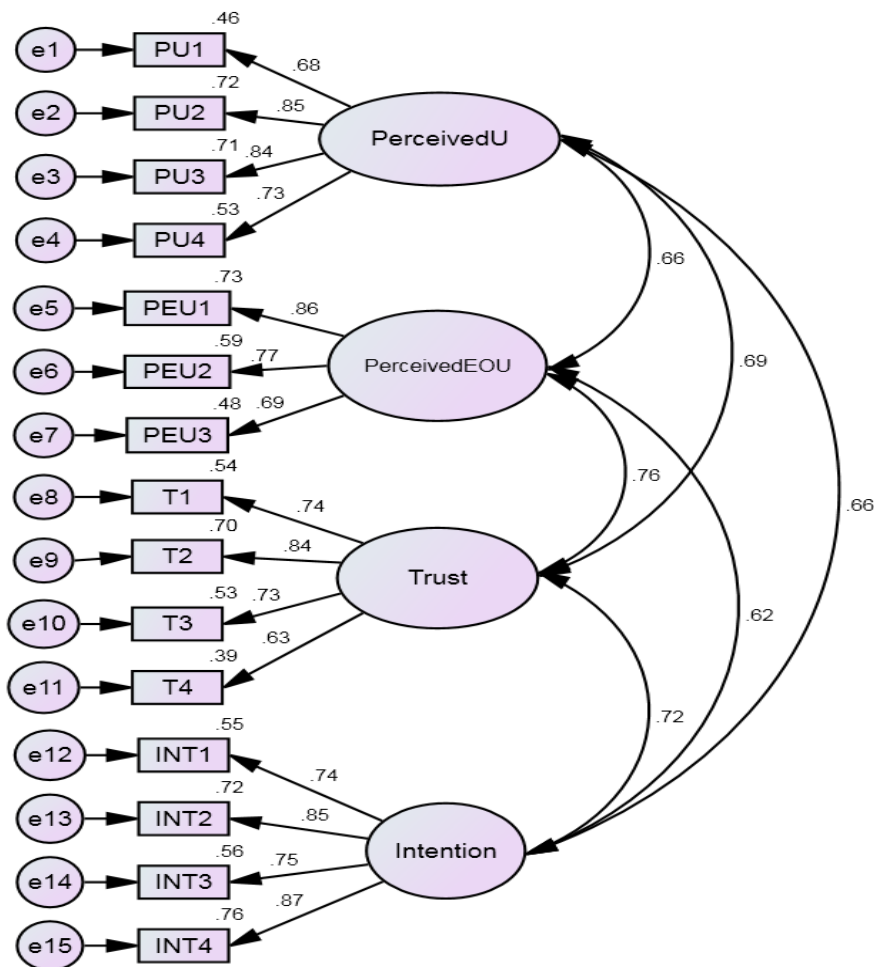 .46
e1 PU1
.68
.72
e2 PU2 .85
PerceivedU
.71 .84
e3 PU3
.73
.53
e4 PU4
.66
.73
e5 PEU1 .86
.59 .77
PerceivedEOU
.69
e6 PEU2
.48 .69
e7 PEU3
.54
.76
e8 T1 .74
.66
.70
e9 T2 .84
Trust
.53 .73
e10 T3
.62
.63
.39
e11 T4
.72
.55
e12 INT1 .74
.72
e13 INT2 .85
Intention
.56 .75
e14 INT3
.87
.76
e15 INT4